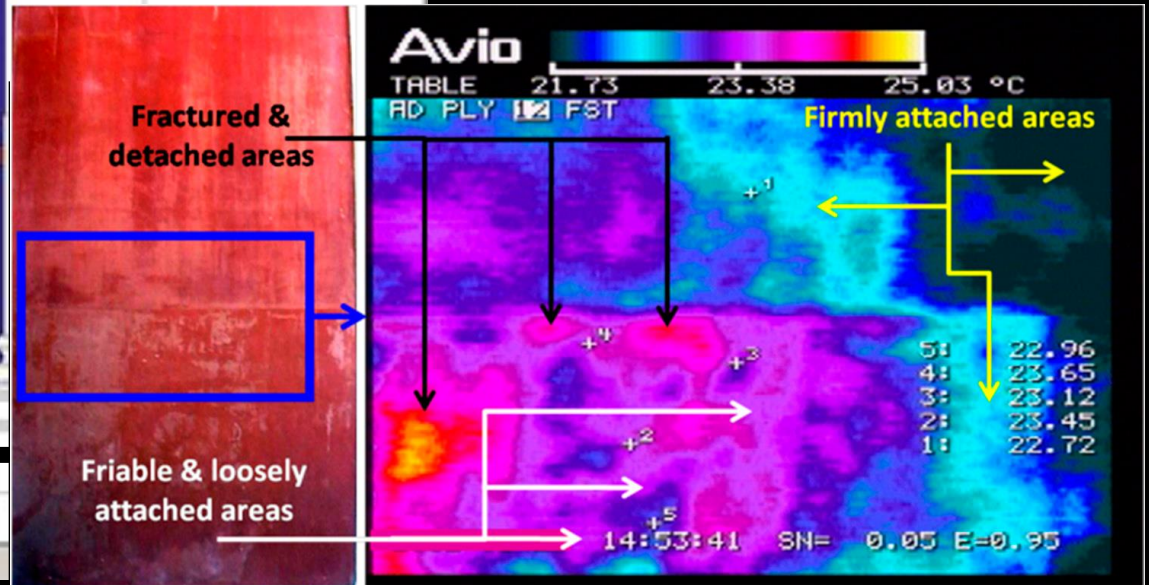 Avio
TABLE 21.73 23.38 25.03 °C
AD PLY 12 FST
Fractured &
detached areas
Firmly attached areas
+1
+4
+3
5: 22.96
4: 23.65
3: 23.12
2: 23.45
1: 22.72
+2
Friable & loosely
attached areas
+5
14:53:41 SN= 0.05 E=0.95